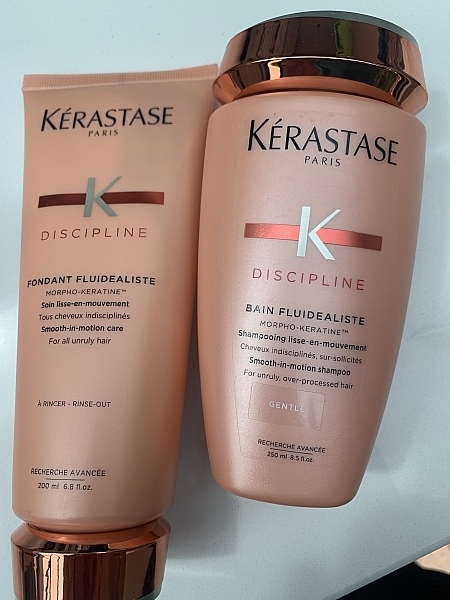 KÉRASTASE
PARIS
K
DISCIPLINE
FONDANT FLUIDEALISTE
MORPHO-KERATINE™
Soin lisse-en-mouvement
Tous cheveux indisciplinés
Smooth-in-motion care
For all unruly hair
À RINCER - RINSE-OUT
RECHERCHE AVANCÉE
200 ml 6.8 fl.oz.
KÉRASTASE
PARIS
K
DISCIPLINE
BAIN FLUIDEALISTE
MORPHO-KERATINE™
Shampooing lisse-en-mouvement
Cheveux indisciplinés, sur-sollicités
Smooth-in-motion shampoo
For unruly, over-processed hair
GENTLE
RECHERCHE AVANCÉE
250 ml 8.5 fl.oz.